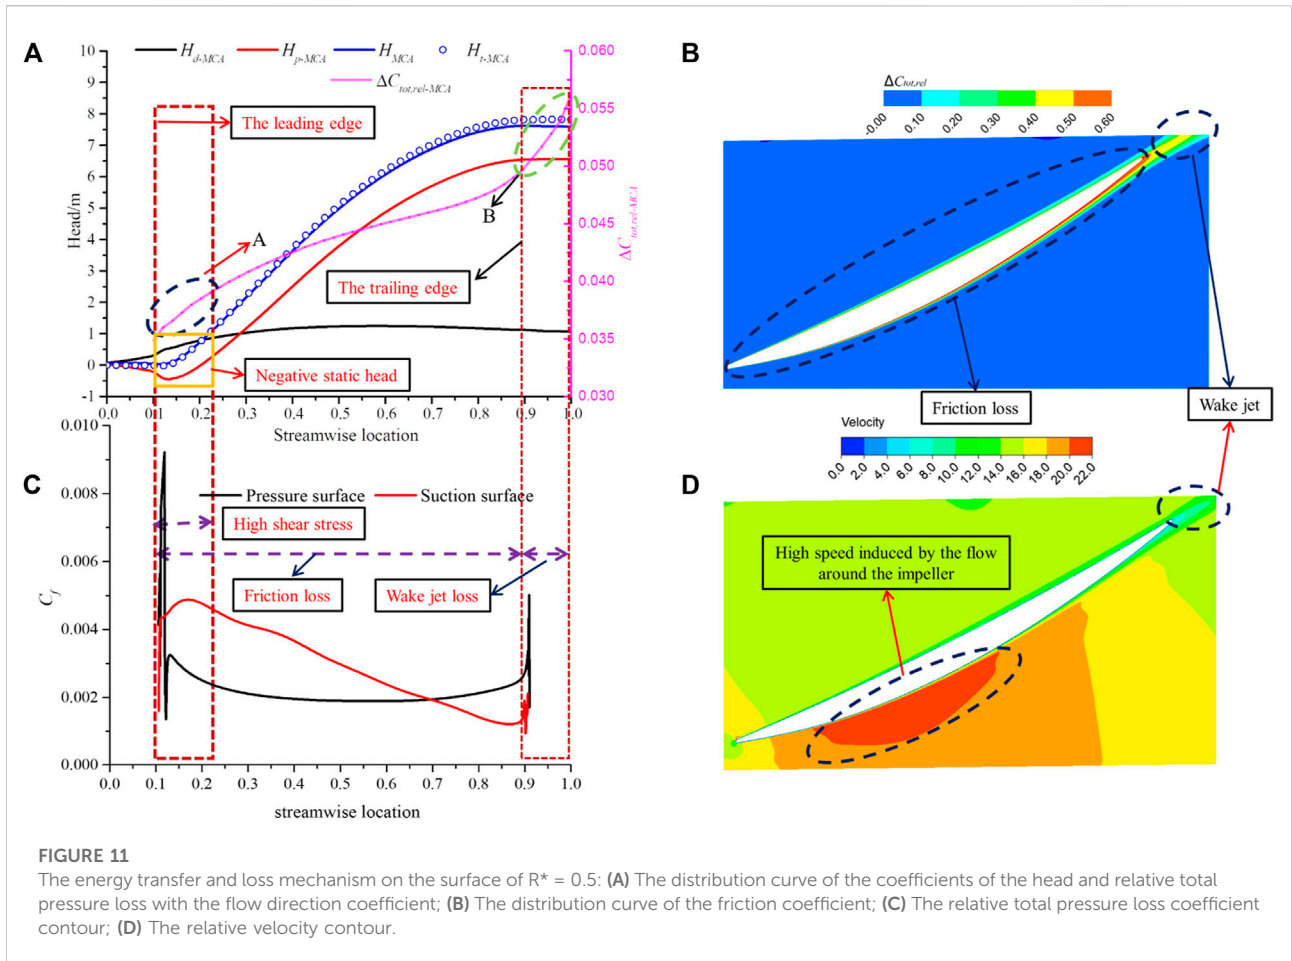 A
H_d-MCA H_p-MCA H_MCA H_t-MCA
ΔC_tot,rel-MCA
10
9
8
7
6
5
4
3
2
1
0
-1
Head/m
0.060
0.055
0.050
0.045
0.040
0.035
0.030
ΔC_tot,rel-MCA
The leading edge
A
B
The trailing edge
Negative static head
0.0 0.1 0.2 0.3 0.4 0.5 0.6 0.7 0.8 0.9 1.0
Streamwise location
B
ΔC_tot,rel
-0.00 0.10 0.20 0.30 0.40 0.50 0.60
Friction loss
Wake jet
C
0.010
0.008
0.006
0.004
0.002
0.000
C_f
Pressure surface Suction surface
High shear stress
Friction loss
Wake jet loss
0.0 0.1 0.2 0.3 0.4 0.5 0.6 0.7 0.8 0.9 1.0
streamwise location
D
Velocity
0.0 2.0 4.0 6.0 8.0 10.0 12.0 14.0 16.0 18.0 20.0 22.0
High speed induced by the flow
around the impeller
FIGURE 11
The energy transfer and loss mechanism on the surface of R* = 0.5: (A) The distribution curve of the coefficients of the head and relative total
pressure loss with the flow direction coefficient; (B) The distribution curve of the friction coefficient; (C) The relative total pressure loss coefficient
contour; (D) The relative velocity contour.